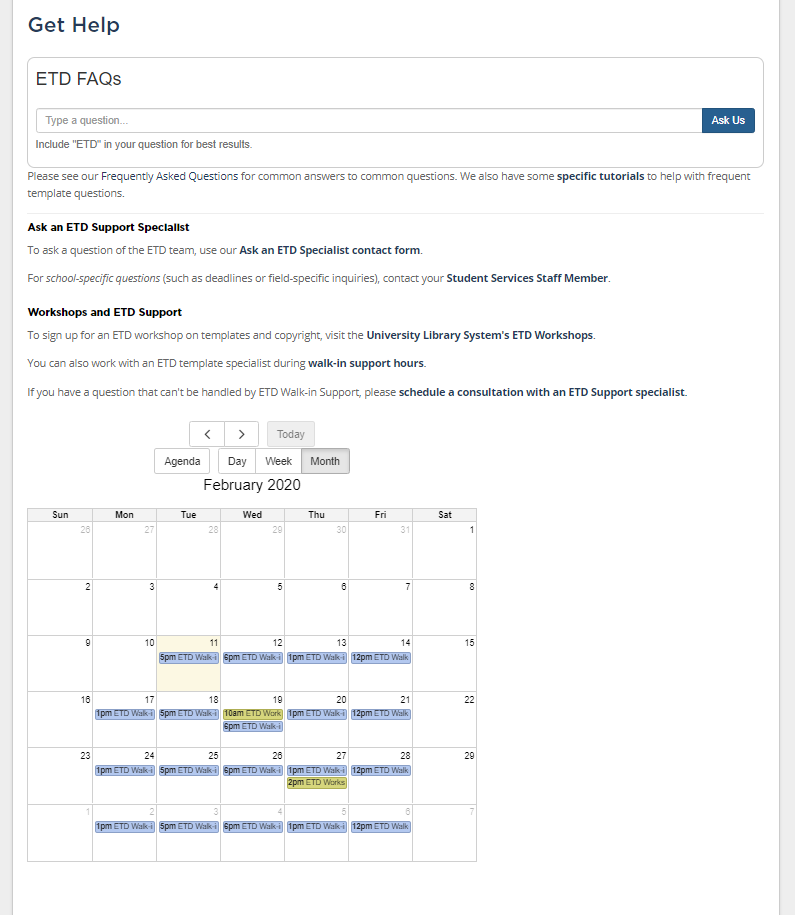 Get Help
ETD FAQs
Type a question...
Ask Us
Include "ETD" in your question for best results.
Please see our Frequently Asked Questions for common answers to common questions. We also have some specific tutorials to help with frequent
template questions.
Ask an ETD Support Specialist
To ask a question of the ETD team, use our Ask an ETD Specialist contact form.
For school-specific questions (such as deadlines or field-specific inquiries), contact your Student Services Staff Member.
Workshops and ETD Support
To sign up for an ETD workshop on templates and copyright, visit the University Library System's ETD Workshops.
You can also work with an ETD template specialist during walk-in support hours.
If you have a question that can't be handled by ETD Walk-in Support, please schedule a consultation with an ETD Support specialist.
Today
Agenda Day Week Month
February 2020
Sun Mon Tue Wed Thu Fri Sat
26 27 28 29 30 31 1
2 3 4 5 6 7 8
9 10 11 12 13 14 15
5pm ETD Walk-i 6pm ETD Walk-i 1pm ETD Walk-i 12pm ETD Walk
16 17 18 19 20 21 22
1pm ETD Walk-i 5pm ETD Walk-i 10am ETD Work 1pm ETD Walk-i 12pm ETD Walk
6pm ETD Walk-i
23 24 25 26 27 28 29
1pm ETD Walk-i 5pm ETD Walk-i 6pm ETD Walk-i 1pm ETD Walk-i 12pm ETD Walk
2pm ETD Works
1 2 3 4 5 6 7
1pm ETD Walk-i 5pm ETD Walk-i 6pm ETD Walk-i 1pm ETD Walk-i 12pm ETD Walk